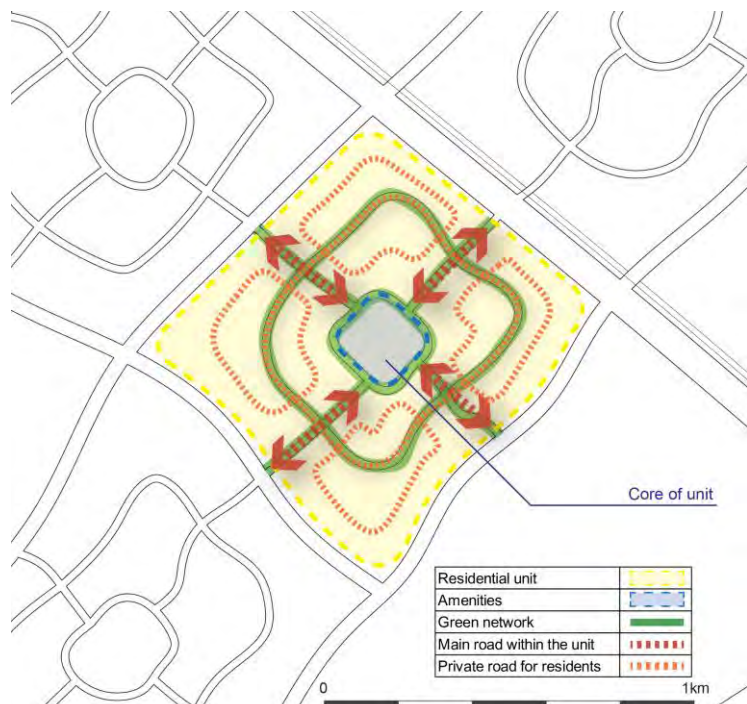 Core of unit
Residential unit
Amenities
Green network
Main road within the unit
Private road for residents
0 1km